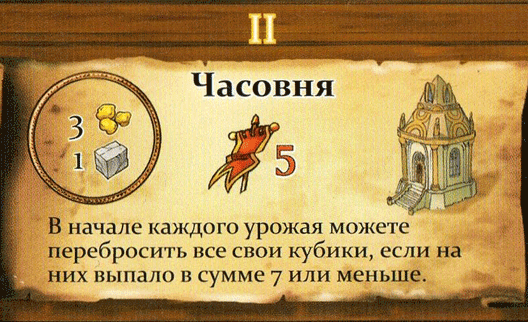 II
Часовня
3
1
5
В начале каждого урожая можете
перебросить все свои кубики, если на
них выпало в сумме 7 или меньше.